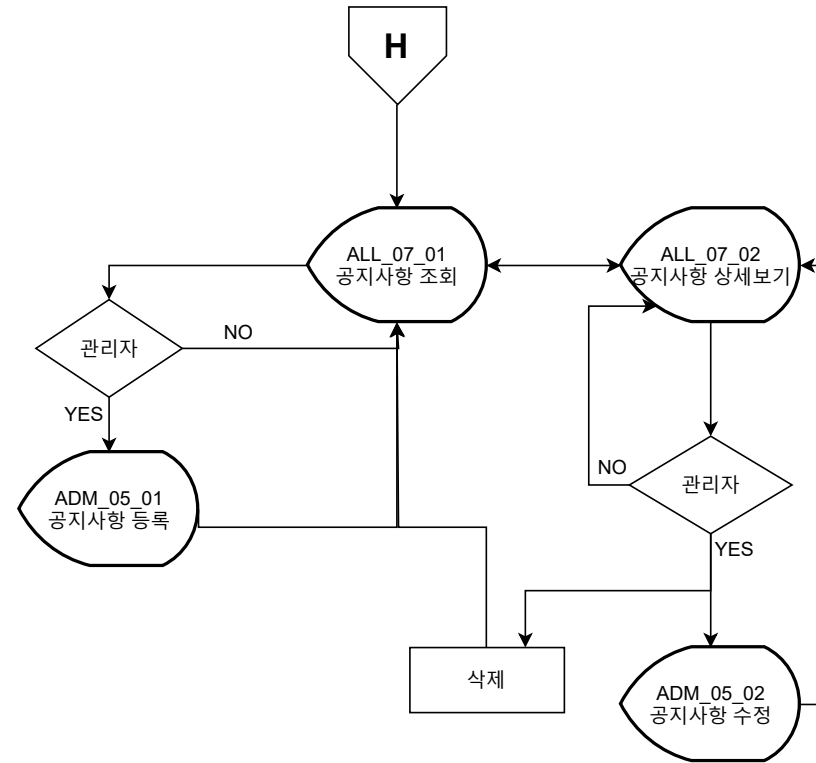 H
ALL_07_01
공지사항 조회
ALL_07_02
공지사항 상세보기
관리자
NO
YES
ADM_05_01
공지사항 등록
NO
관리자
YES
삭제
ADM_05_02
공지사항 수정